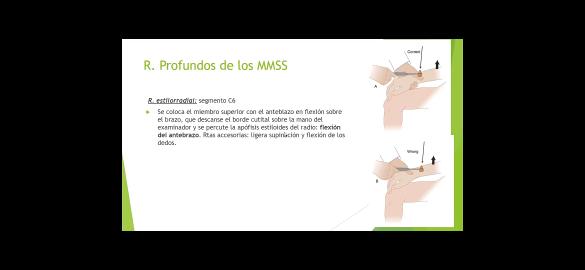 R. Profundos de los MMSS
R. estilorradial: segmento C6
Se coloca el miembro superior con el antebrazo en flexión sobre
el brazo, que descanse el borde cubital sobre la mano del
examinador y se percute la apófisis estiloides del radio: flexión
del antebrazo. Rtas accesorias: ligera supinación y flexión de los
dedos.
Correct
A
Wrong
B